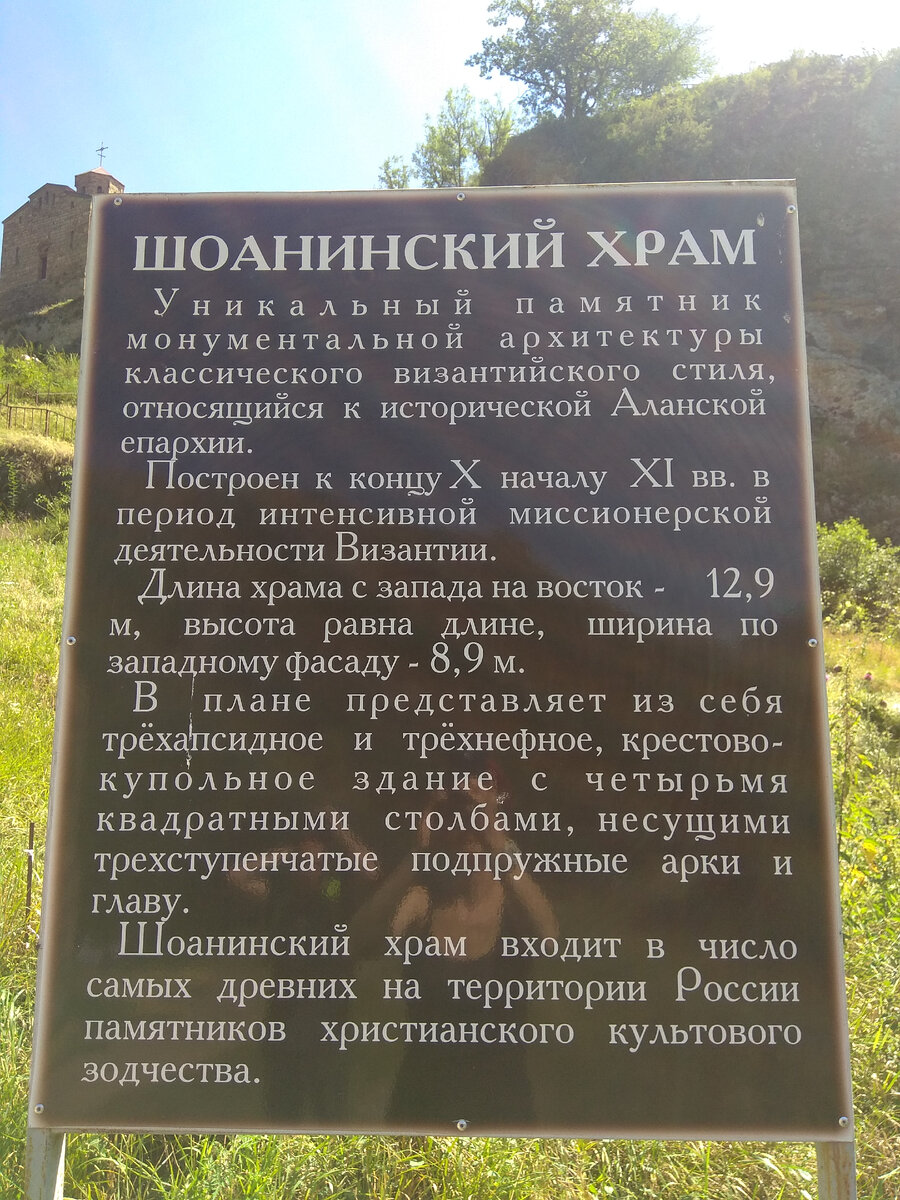 ШОАНИНСКИЙ ХРАМ
Уникальный памятник
монументальной архитектуры
классического византийского стиля,
относящийся к исторической Аланской
епархии.
Построен к концу X началу XI вв. в
период интенсивной миссионерской
деятельности Византии.
Длина храма с запада на восток - 12,9
м, высота равна длине, ширина по
западному фасаду - 8,9 м.
В плане представляет из себя
трёхапсидное и трёхнефное, крестово-
купольное здание с четырьмя
квадратными столбами, несущими
трехступенчатые подпружные арки и
главу.
Шоанинский храм входит в число
самых древних на территории России
памятников христианского культового
зодчества.